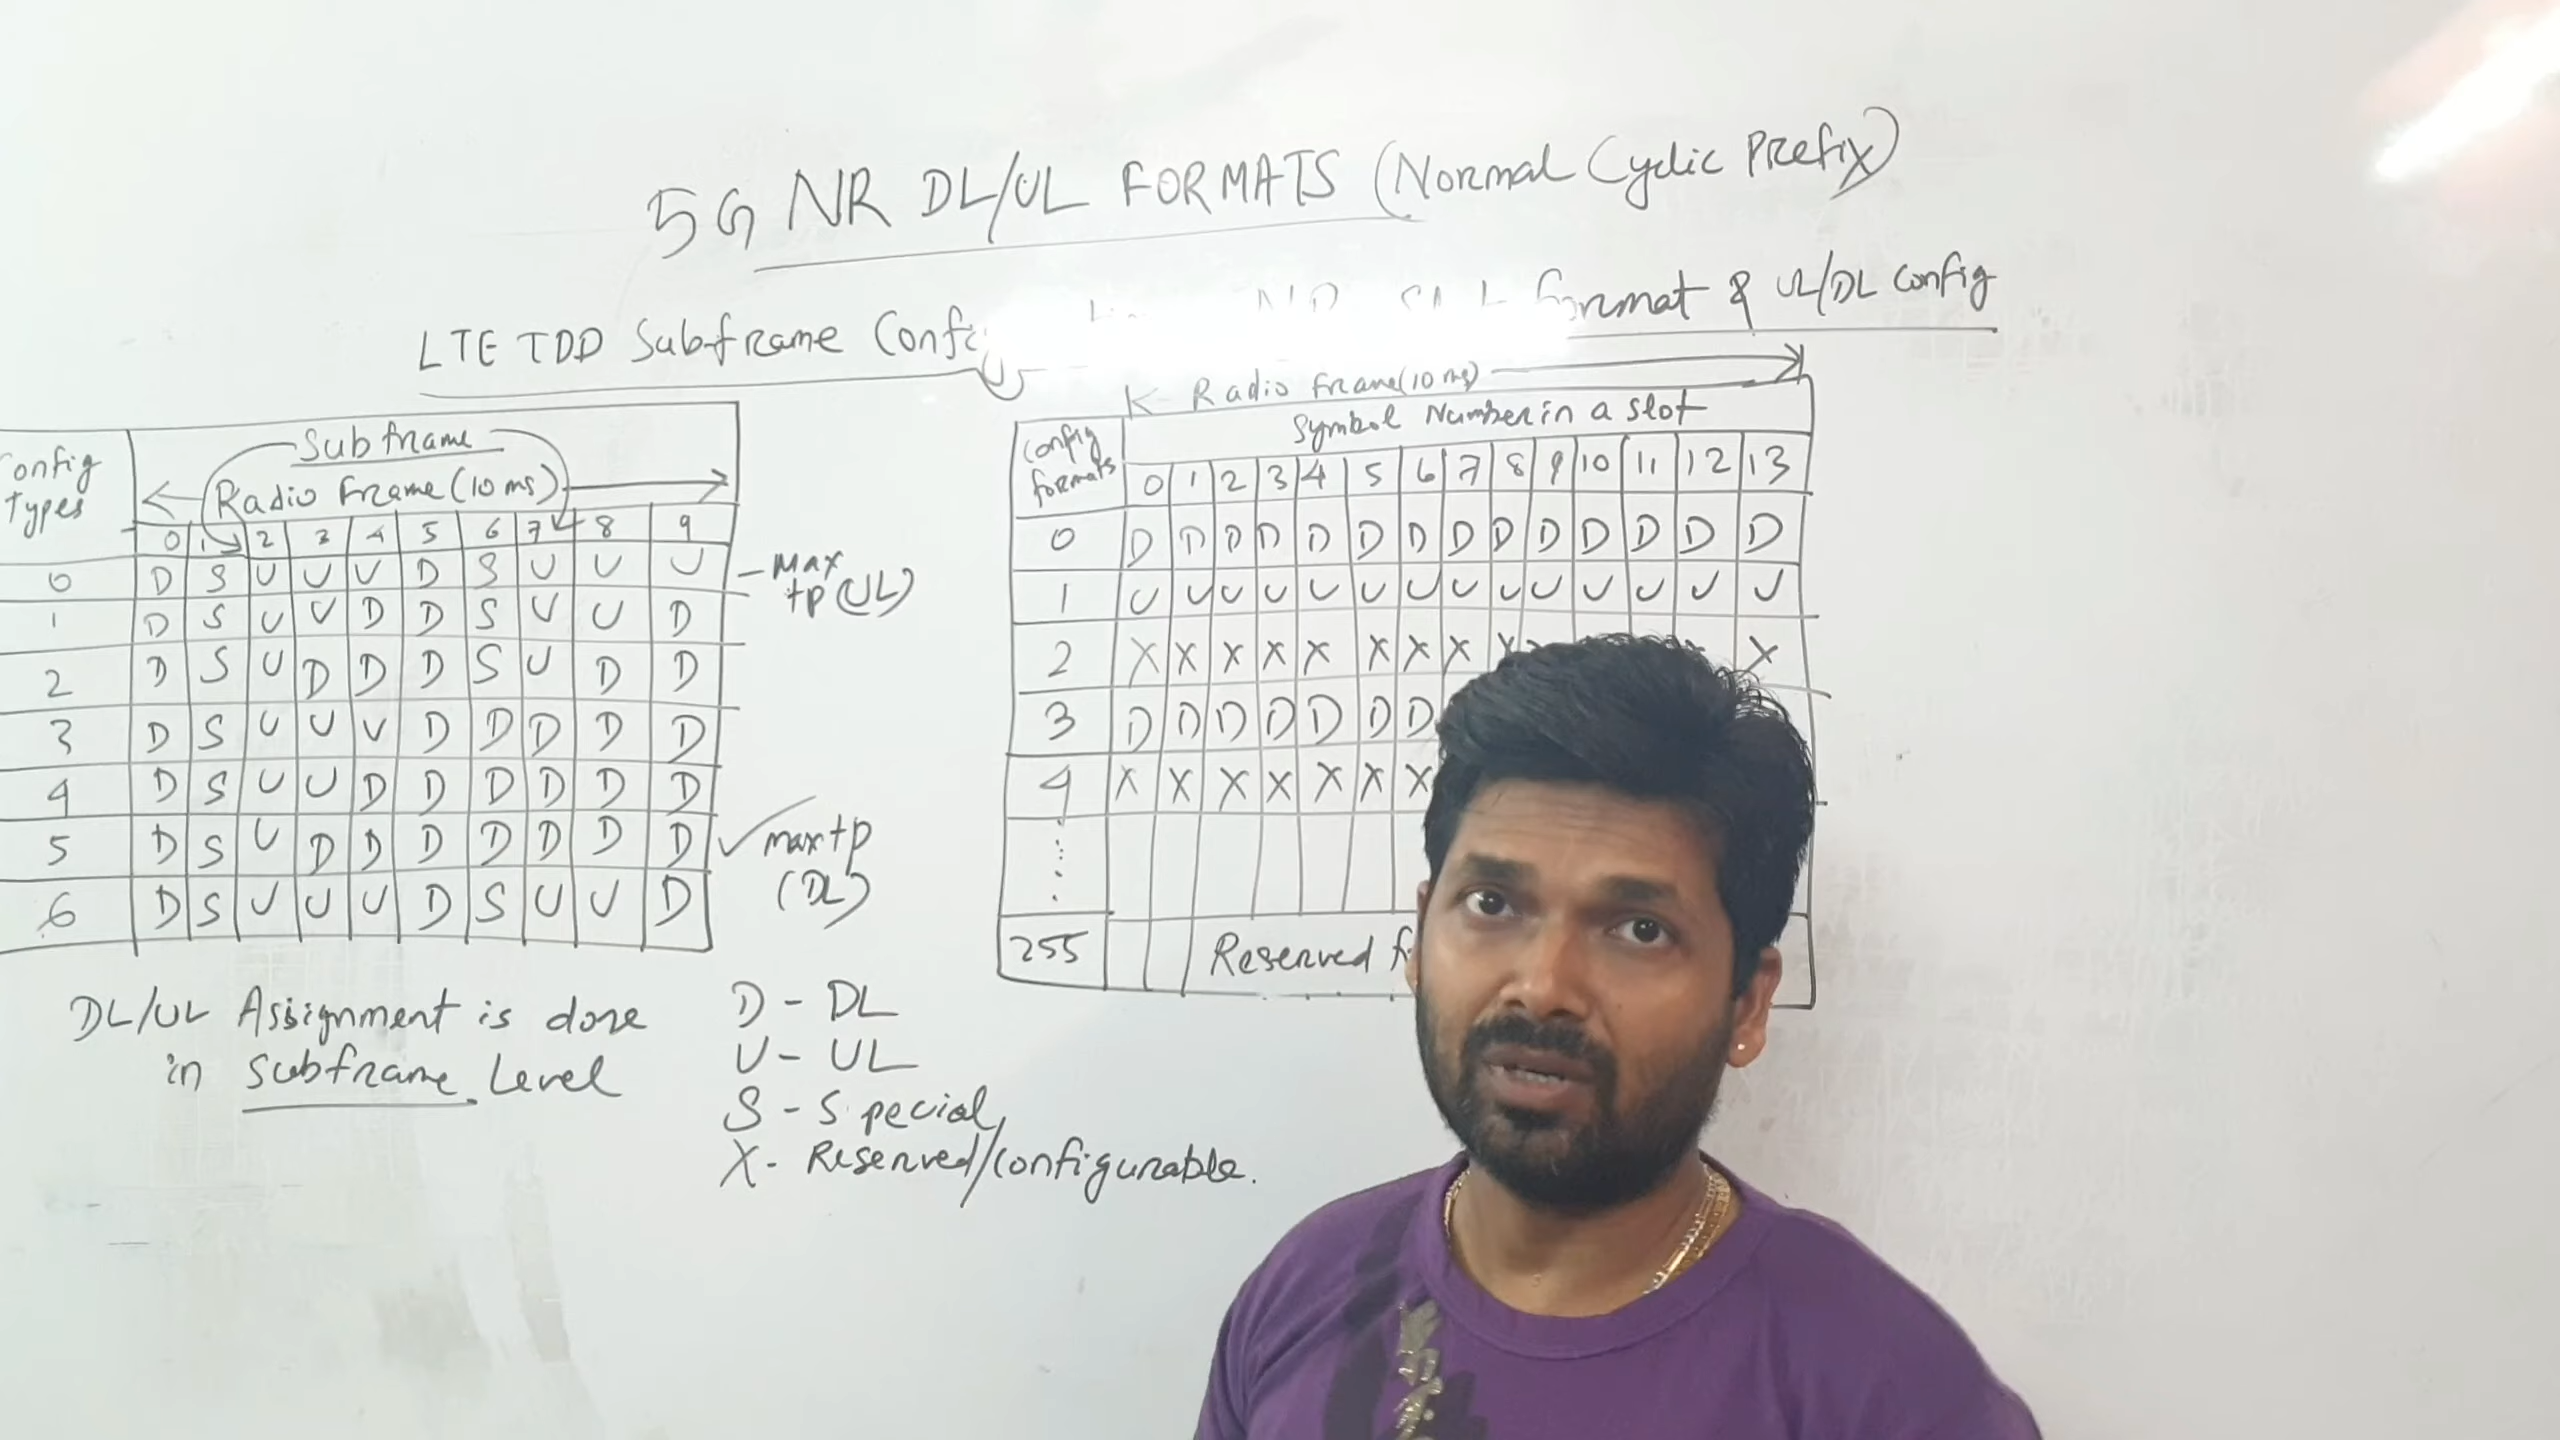 5G NR DL/UL FORMATS (Normal Cyclic Prefix)
LTE TDD Subframe Format & UL/DL Config
Config Types
Subframe
Radio Frame (10 ms)
0 1 2 3 4 5 6 7 8 9
0 D S U U U D S U U U
1 D S U U D D S U U D
2 D S U D D D S U D D
3 D S U U U D D D D D
4 D S U U D D D D D D
5 D S U D D D D D D D
6 D S U U U D S U U D
- Max tp (UL)
✓ max tp (DL)
DL/UL Assignment is done
in Subframe Level
D - DL
U - UL
S - Special
X - Reserved/Configurable.
Radio Frame (10 ms)
Config formats
Symbol Number in a slot
0 1 2 3 4 5 6 7 8 9 10 11 12 13
0 D D D D D D D D D D D D D D
1 U U U U U U U U U U U U U U
2 X X X X X X X X X X
3 D D D D D D D
4 X X X X X X X
255 Reserved